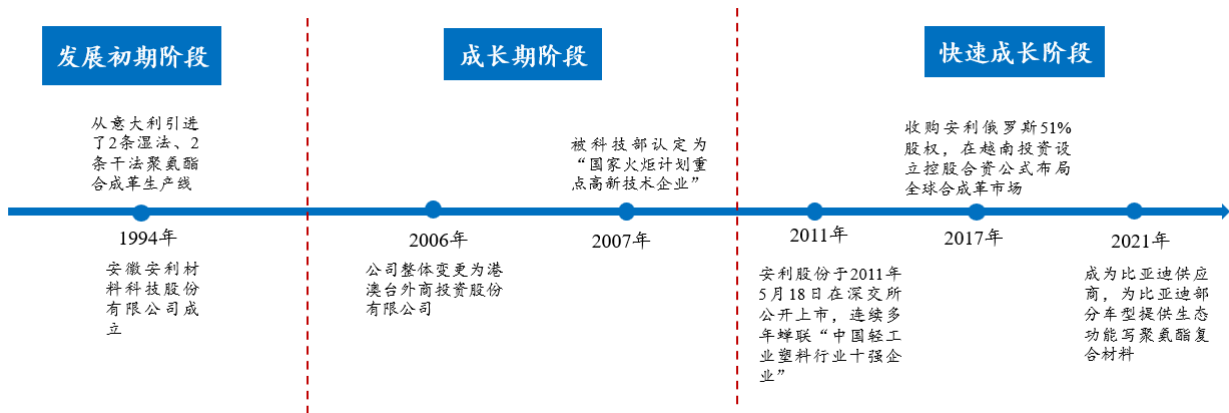 发展初期阶段
成长期阶段
快速成长阶段
从意大利引进
了2条湿法、2
条干法聚氨酯
合成革生产线
被科技部认定为
“国家火炬计划重
点高新技术企业”
收购安利俄罗斯51%
股权，在越南投资设
立控股合资公式布局
全球合成革市场
1994年
2006年
2007年
2011年
2017年
2021年
安徽安利材
料科技股份
有限公司成
立
公司整体变更为港
澳台外商投资股份
有限公司
安利股份于2011年
5月18日在深交所
公开上市，连续多
年蝉联“中国轻工
业塑料行业十强企
业”
成为比亚迪供应
商，为比亚迪部
分车型提供生态
功能写聚氨酯复
合材料